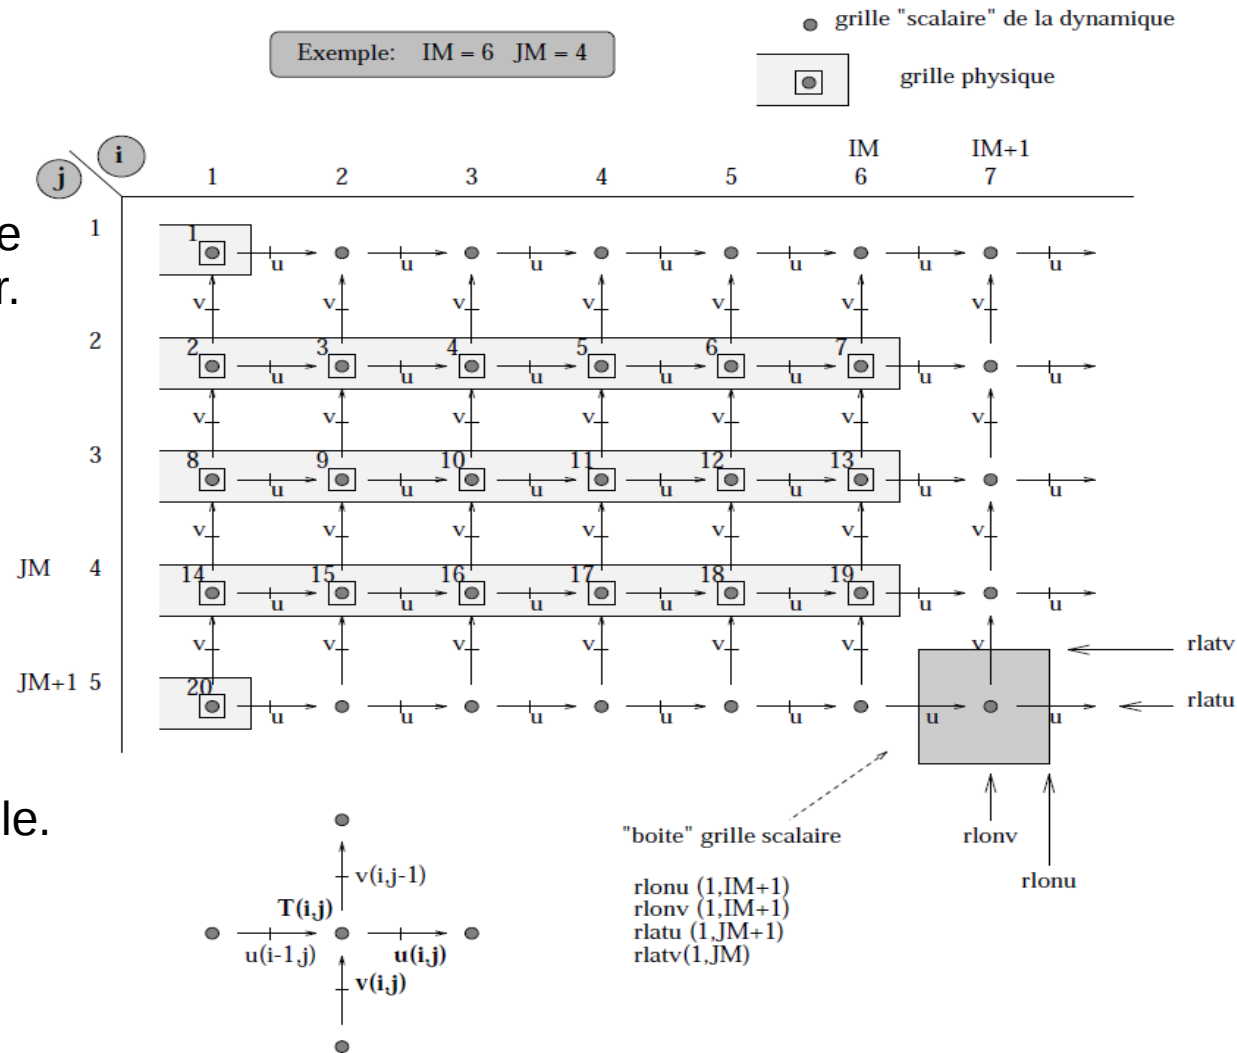 grille "scalaire" de la dynamique
Exemple: IM = 6 JM = 4
grille physique
i
j
IM IM+1
1 2 3 4 5 6 7
e
r.
1
1
u u u u u u u
v v v v v v
2
2 3 4 5 6 7
u u u u u u u
v v v v v v
3
8 9 10 11 12 13
u u u u u u u
v v v v v v
JM 4
14 15 16 17 18 19
u u u u u u u
v v v v v v v
rlatv
JM+1 5
20
rlatu
u u u u u u u
le.
"boite" grille scalaire
rlonv
rlonu
v(i,j-1)
T(i,j)
u(i-1,j) u(i,j)
v(i,j)
rlonu (1,IM+1)
rlonv (1,IM+1)
rlatu (1,JM+1)
rlatv(1,JM)